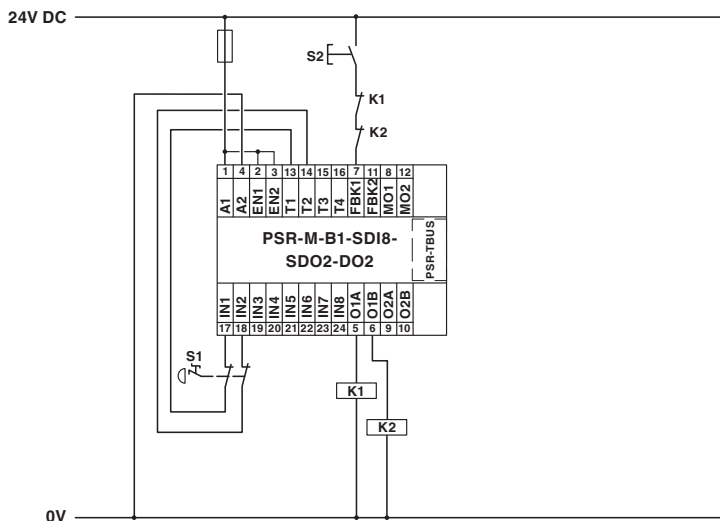 24V DC
S2
K1
K2
1 4 2 3 13 14 15 16 7 11 8 12
A1 A2 EN1 EN2 T1 T2 T3 T4 FBK1 FBK2 MO1 MO2
PSR-M-B1-SDI8-
SDO2-DO2
PSR-TBUS
IN1 IN2 IN3 IN4 IN5 IN6 IN7 IN8 O1A O1B O2A O2B
17 18 19 20 21 22 23 24 5 6 9 10
S1
K1
K2
0V